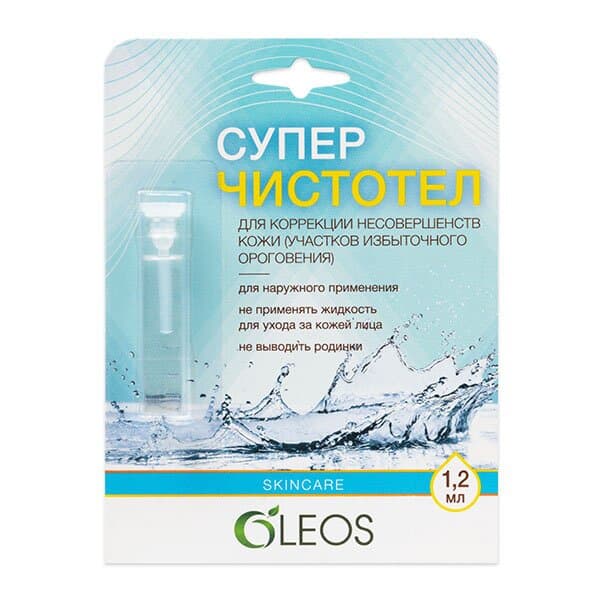 СУПЕР
ЧИСТОТЕЛ
ДЛЯ КОРРЕКЦИИ НЕСОВЕРШЕНСТВ
КОЖИ (УЧАСТКОВ ИЗБЫТОЧНОГО
ОРОГОВЕНИЯ)
для наружного применения
не применять жидкость
для ухода за кожей лица
не выводить родинки
SKINCARE
1,2
мл
OLEOS